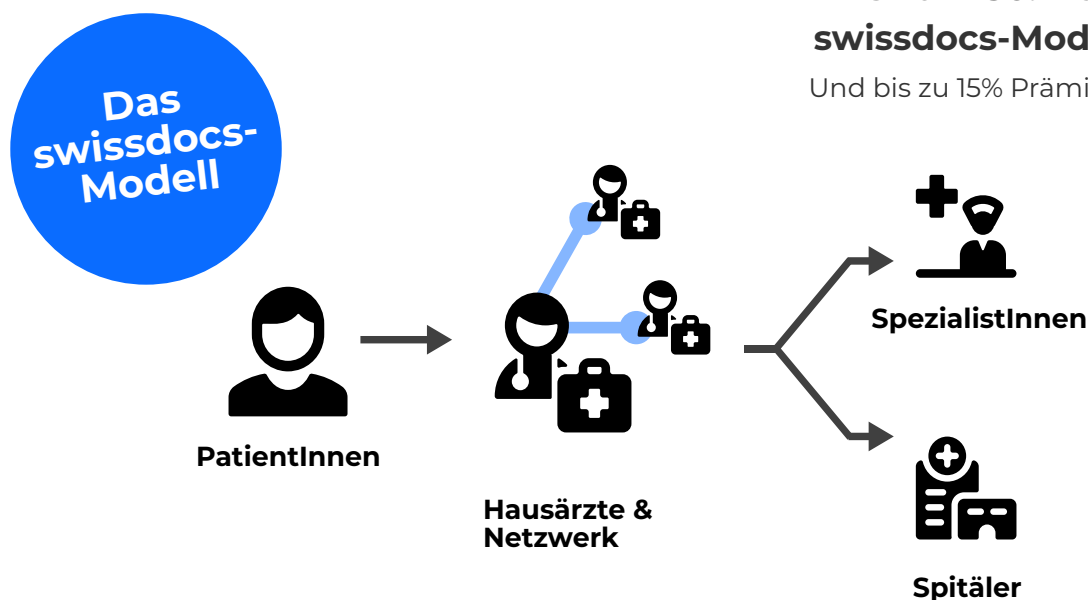 Das
swissdocs-
Modell
swissdocs-Mod
Und bis zu 15% Prämi
SpezialistInnen
PatientInnen
Hausärzte &
Netzwerk
Spitäler